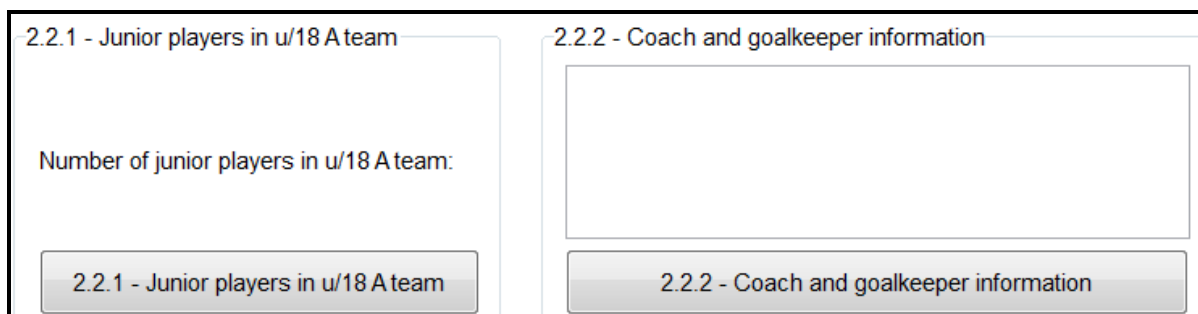 2.2.1 - Junior players in u/18 A team
Number of junior players in u/18 A team:
2.2.1 - Junior players in u/18 A team
2.2.2 - Coach and goalkeeper information
2.2.2 - Coach and goalkeeper information